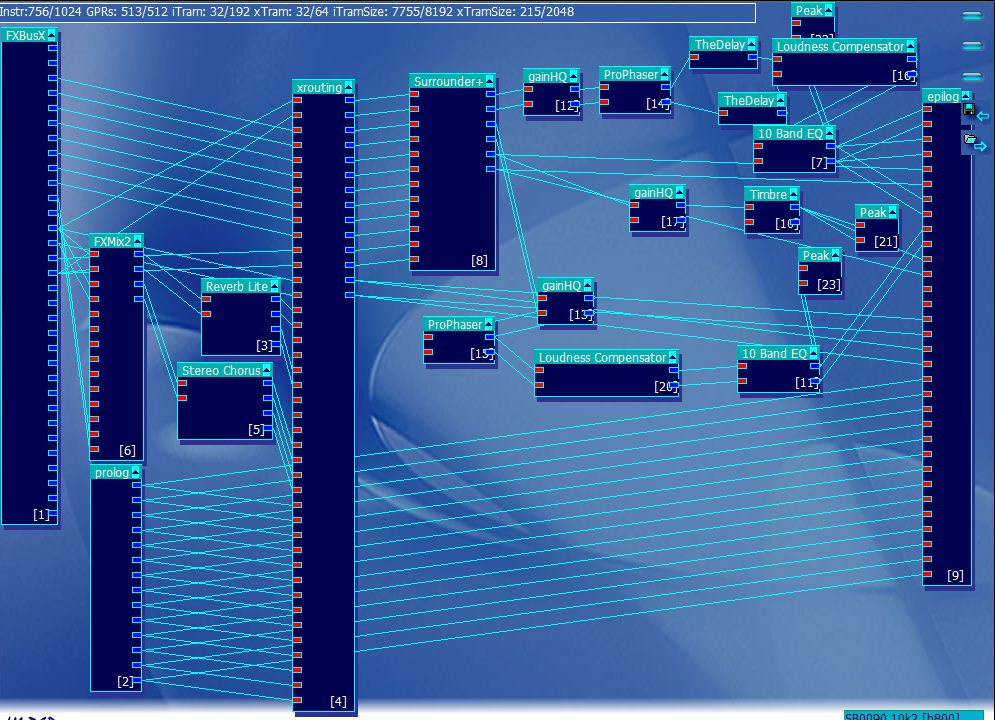 Instr:756/1024 GPRs: 513/512 iTram: 32/192 xTram: 32/64 iTramSize: 7755/8192 xTramSize: 215/2048
Peak
FXBusX
TheDelay
Loudness Compensator
[16]
Surrounder+
gainHQ
[12]
ProPhaser
[14]
xrouting
TheDelay
epilog
10 Band EQ
[7]
gainHQ
[17]
Timbre
[10]
Peak
[21]
FXMix2
Peak
[23]
[8]
Reverb Lite
[3]
gainHQ
[13]
ProPhaser
[15]
Loudness Compensator
[20]
10 Band EQ
[11]
Stereo Chorus
[5]
[6]
prolog
[1]
[9]
[2]
[4]
SB0090 10k2 [b800]